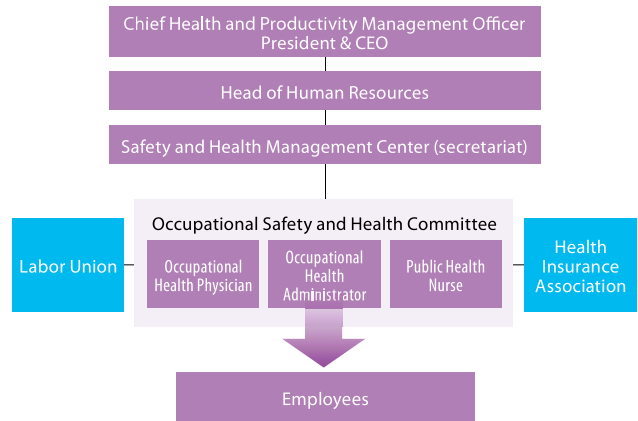 Chief Health and Productivity Management Officer
President & CEO
Head of Human Resources
Safety and Health Management Center (secretariat)
Occupational Safety and Health Committee
Labor Union
Occupational
Health Physician
Occupational
Health
Administrator
Public Health
Nurse
Health
Insurance
Association
Employees